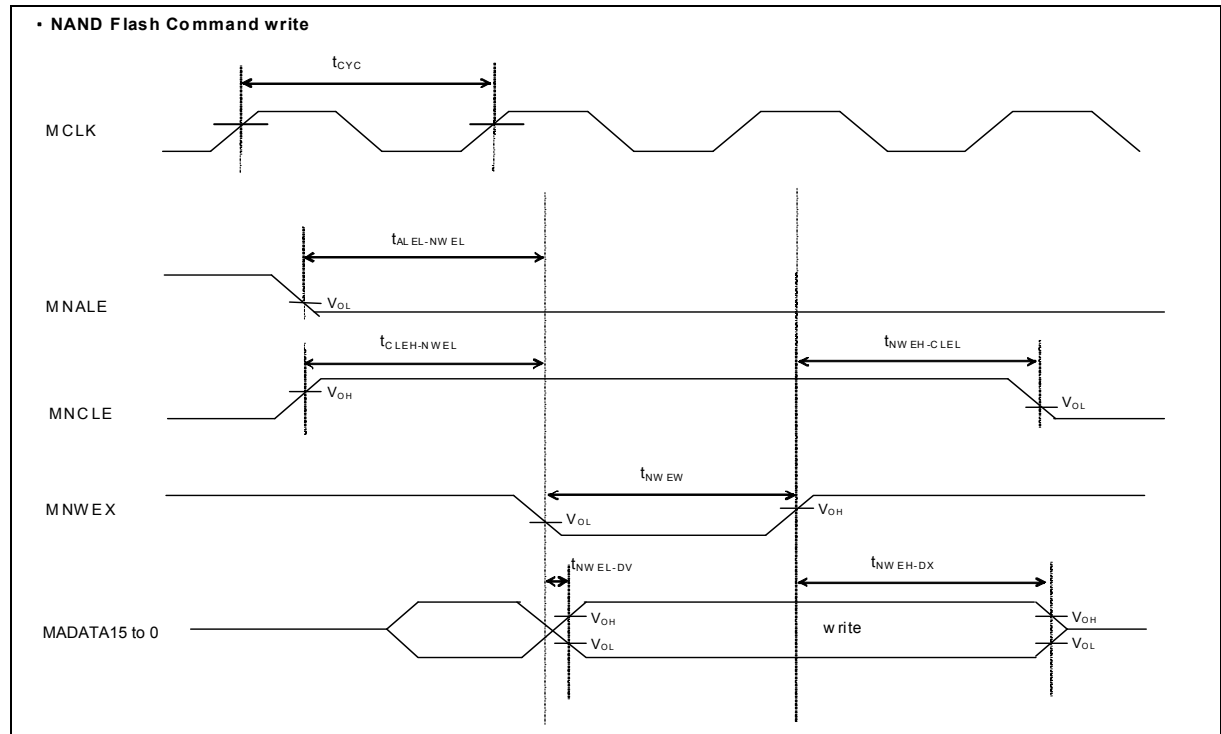 ▪ NAND Flash Command write
tCYC
MCLK
tALEL-NWEL
MNALE
VOL
tCLEH-NWEL
tNWEH-CLEL
MNCLE
VOH
VOL
tNWEW
MNWEX
VOL
VOH
tNWEL-DV
tNWEH-DX
MADATA15 to 0
VOH
VOL
write
VOH
VOL